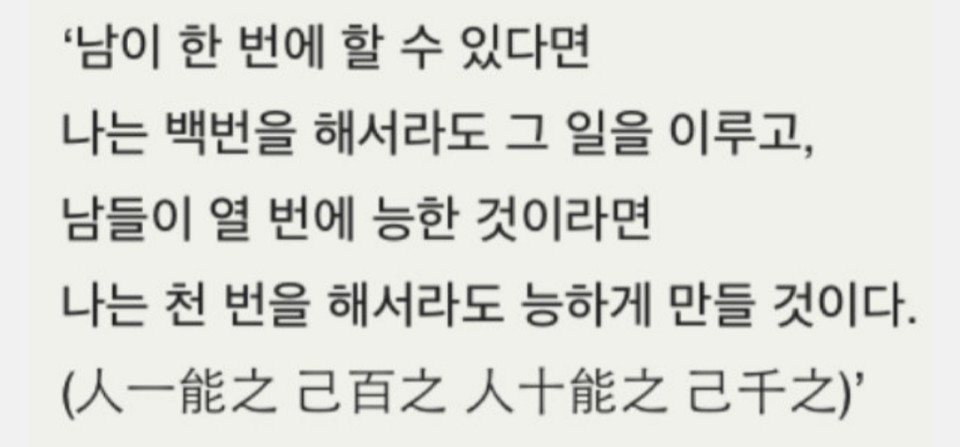 ‘남이 한 번에 할 수 있다면
나는 백번을 해서라도 그 일을 이루고,
남들이 열 번에 능한 것이라면
나는 천 번을 해서라도 능하게 만들 것이다.
(人一能之 己百之 人十能之 己千之)’